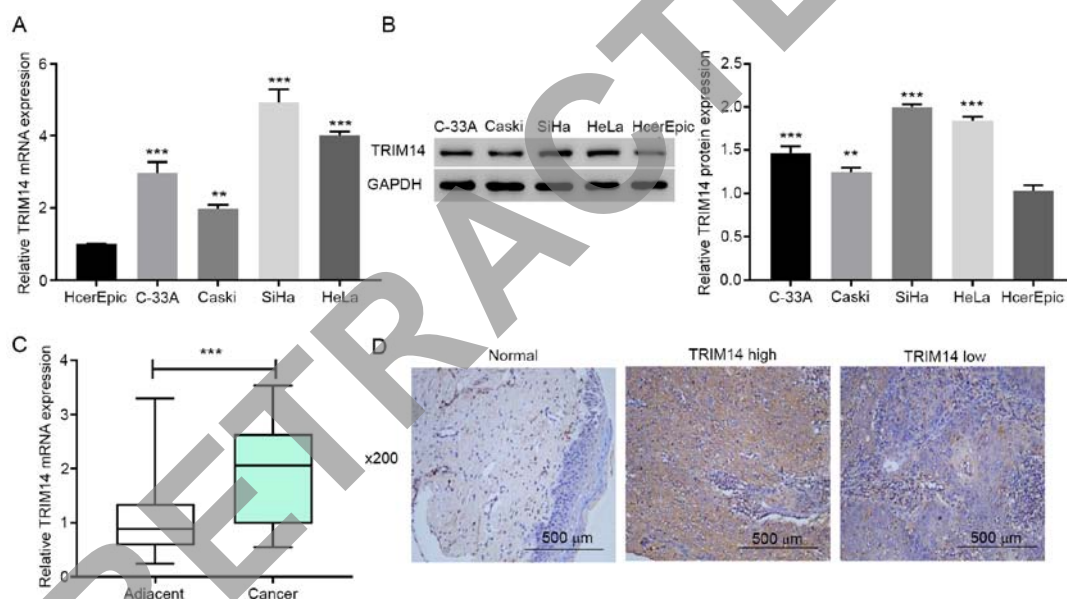 A
Relative TRIM14 mRNA expression
6
4
2
0
***
**
***
***
HcerEpic C-33A Caski SiHa HeLa
B
C-33A Caski SiHa HeLa HcerEpic
TRIM14
GAPDH
Relative TRIM14 protein expression
2.5
2.0
1.5
1.0
0.5
0.0
***
**
***
***
C-33A Caski SiHa HeLa HcerEpic
C
Relative TRIM14 mRNA expression
4
3
2
1
0
***
Adjacent Cancer
D
Normal TRIM14 high TRIM14 low
x200
500 μm 500 μm 500 μm
RETRACTED